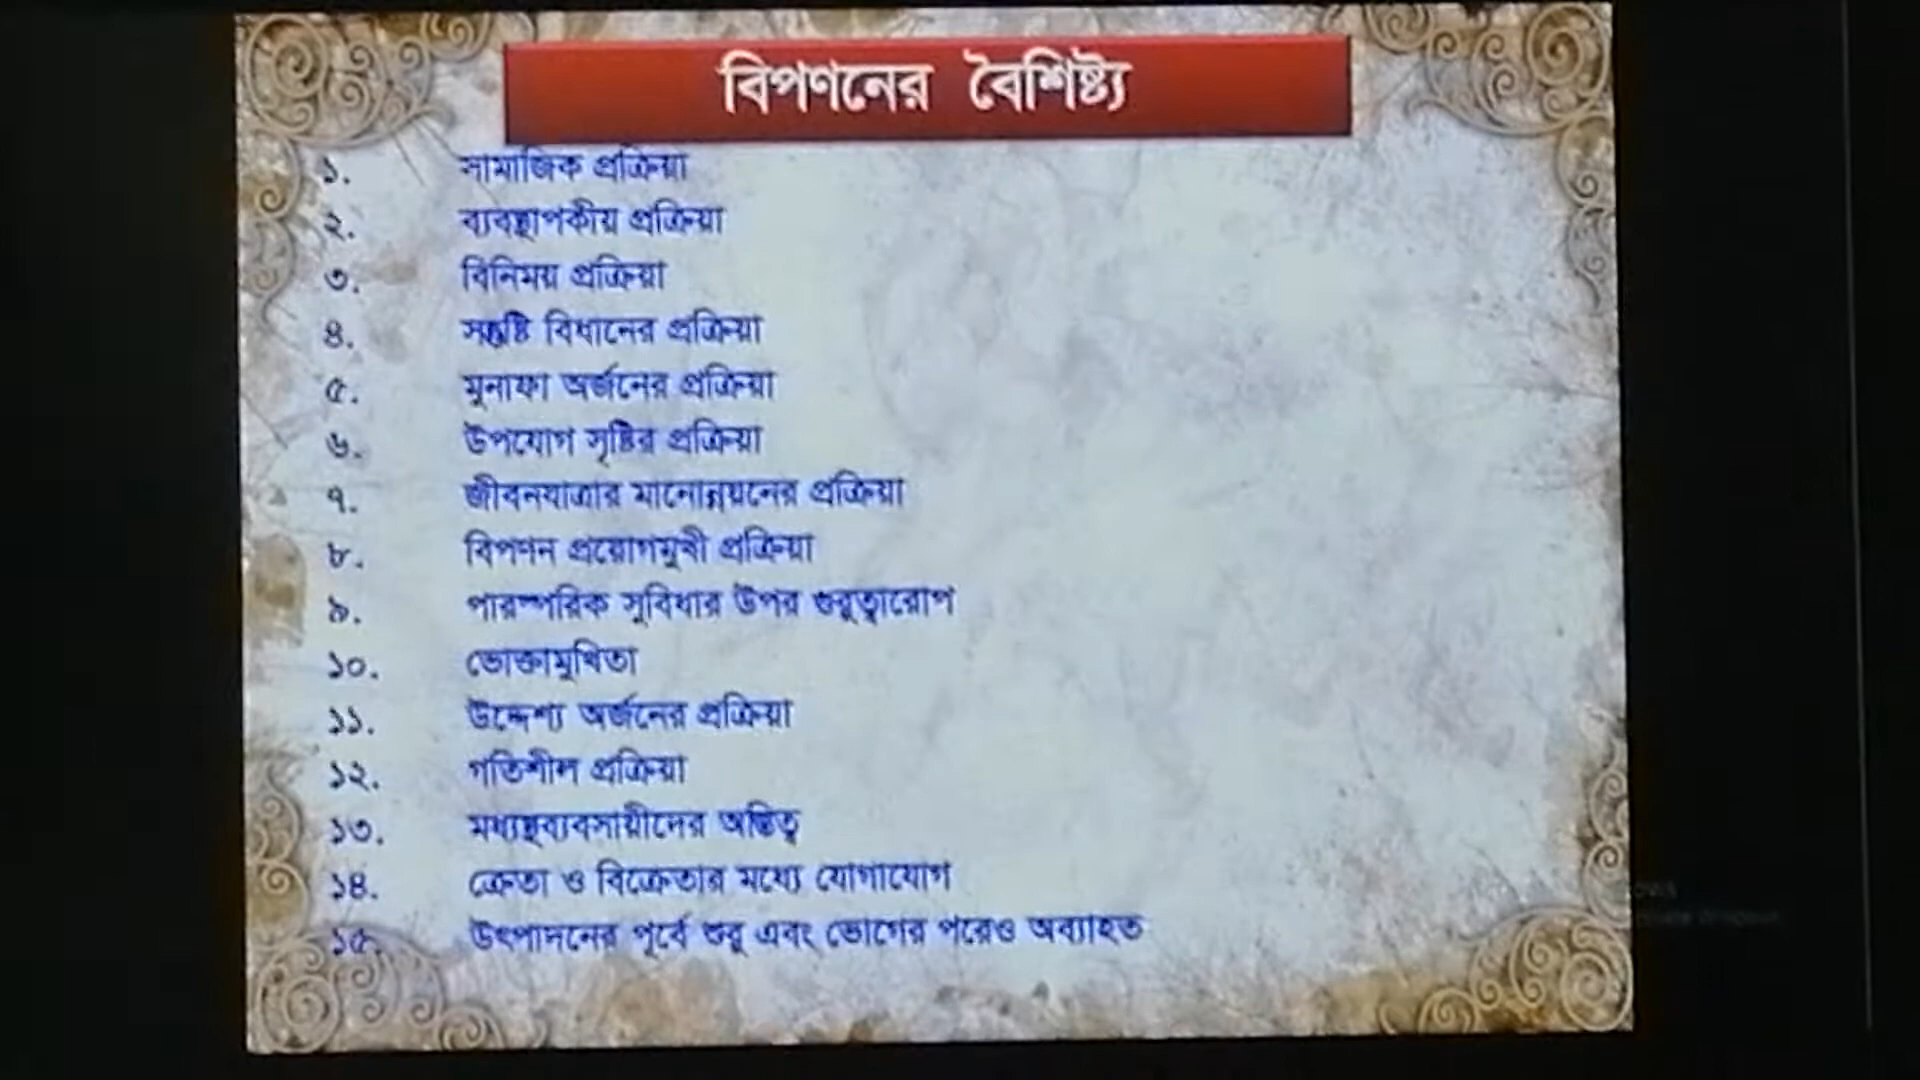 বিপণনের বৈশিষ্ট্য
১. সামাজিক প্রক্রিয়া
২. ব্যবস্থাপকীয় প্রক্রিয়া
৩. বিনিময় প্রক্রিয়া
৪. সন্তুষ্টি বিধানের প্রক্রিয়া
৫. মুনাফা অর্জনের প্রক্রিয়া
৬. উপযোগ সৃষ্টির প্রক্রিয়া
৭. জীবনযাত্রার মানোন্নয়নের প্রক্রিয়া
৮. বিপণন প্রয়োগমুখী প্রক্রিয়া
৯. পারস্পরিক সুবিধার উপর গুরুত্বারোপ
১০. ভোক্তামুখিতা
১১. উদ্দেশ্য অর্জনের প্রক্রিয়া
১২. গতিশীল প্রক্রিয়া
১৩. মধ্যস্থব্যবসায়ীদের অস্তিত্ব
১৪. ক্রেতা ও বিক্রেতার মধ্যে যোগাযোগ
১৫. উৎপাদনের পূর্বে শুরু এবং ভোগের পরেও অব্যাহত